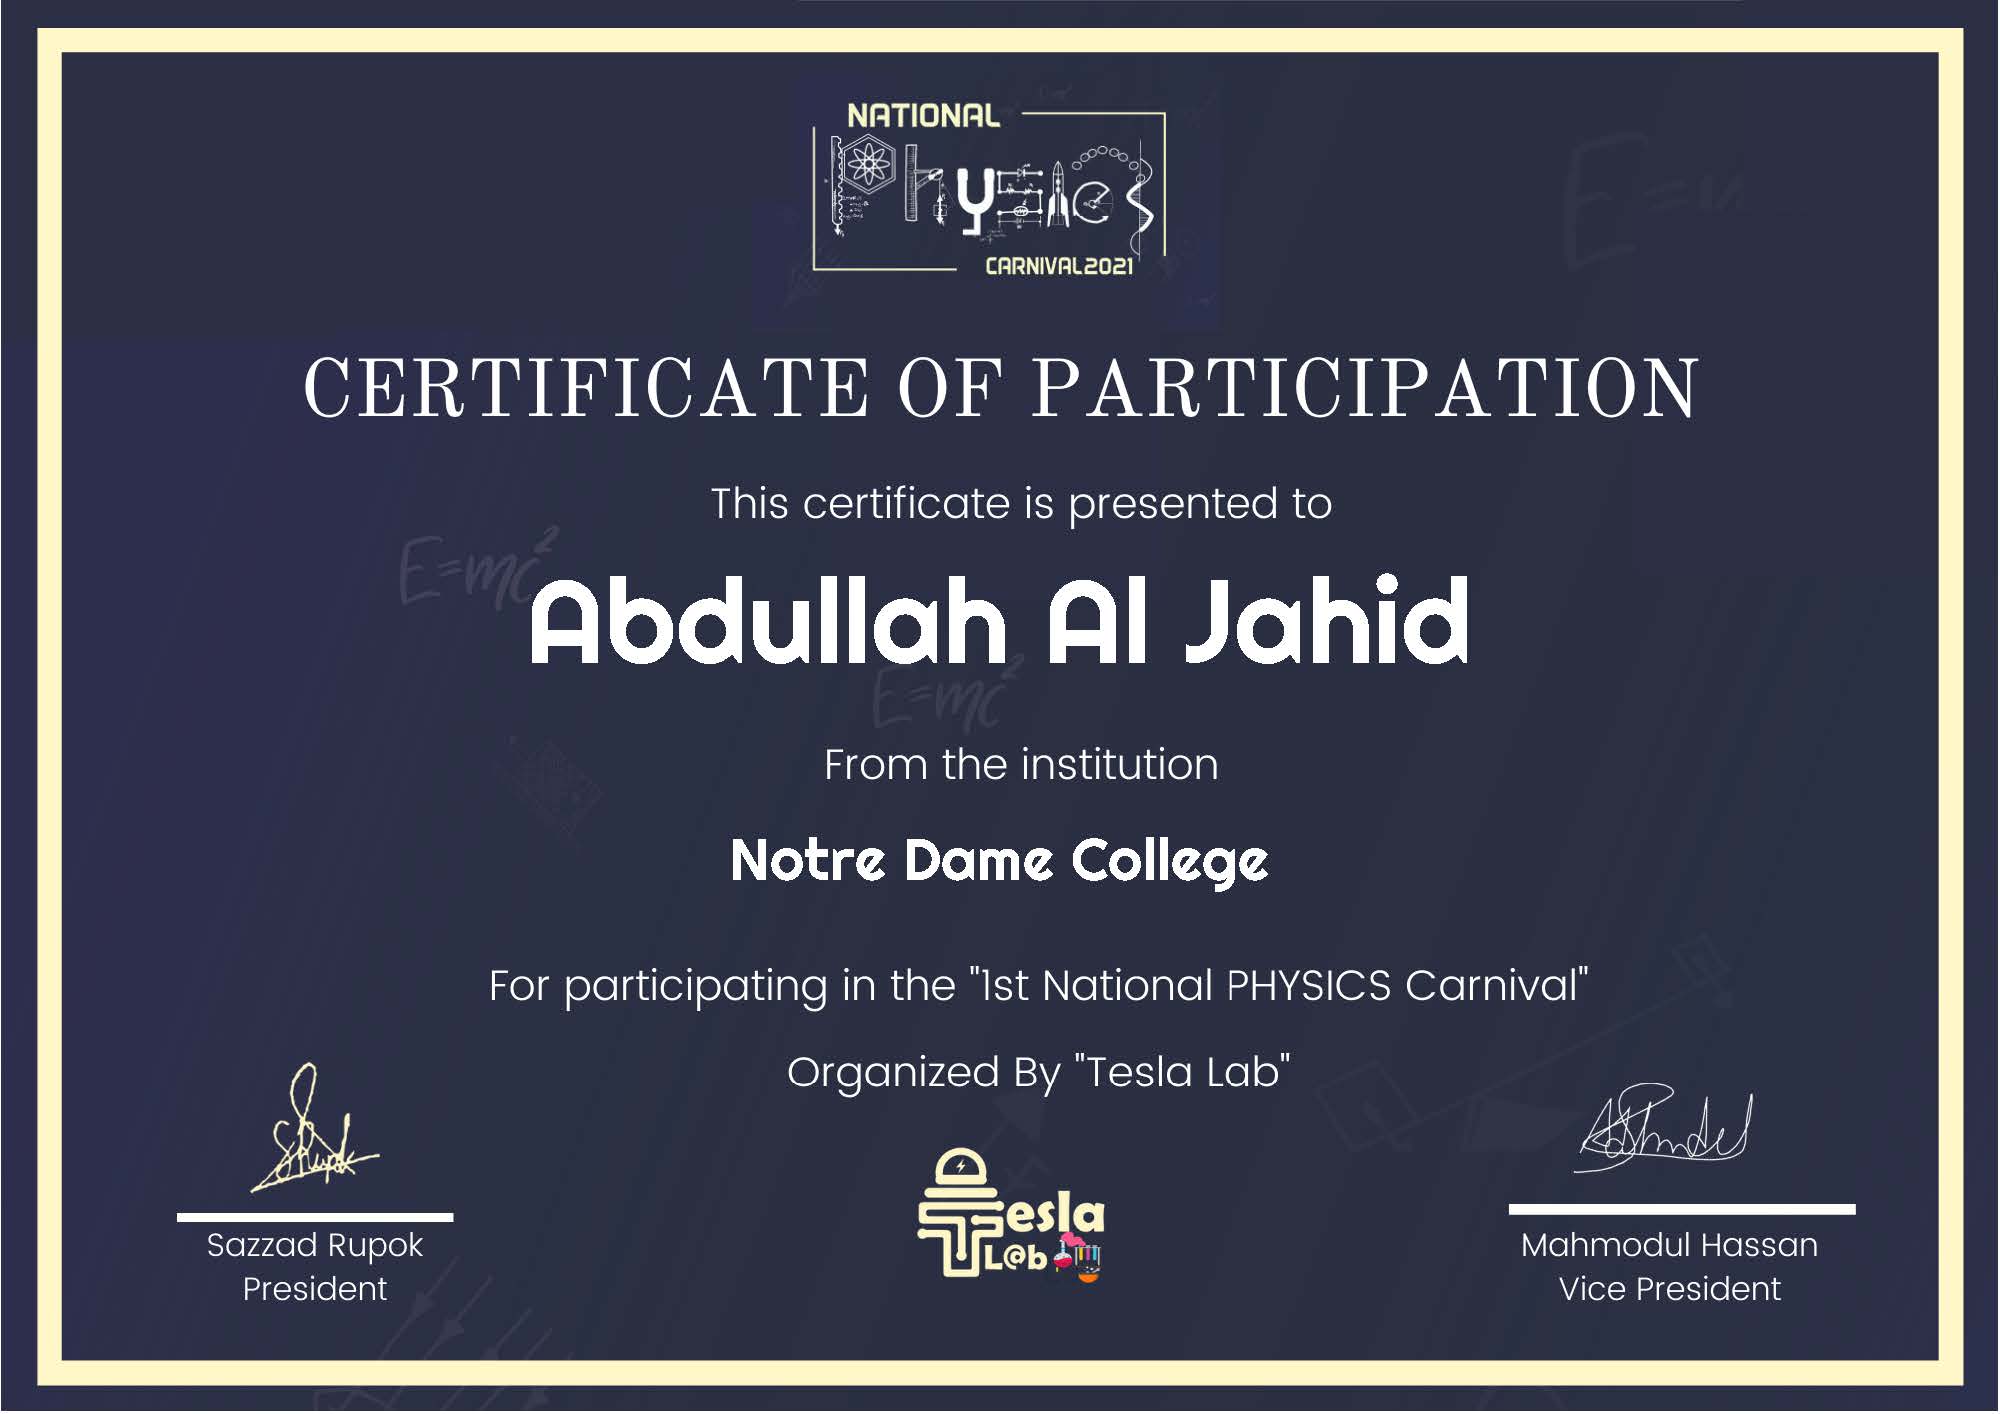 NATIONAL
Physics
CARNIVAL2021
CERTIFICATE OF PARTICIPATION
This certificate is presented to
E=mc²
Abdullah Al Jahid
E=mc²
From the institution
Notre Dame College
For participating in the "1st National PHYSICS Carnival"
Organized By "Tesla Lab"
Tesla
L@b
Sazzad Rupok
President
Mahmodul Hassan
Vice President